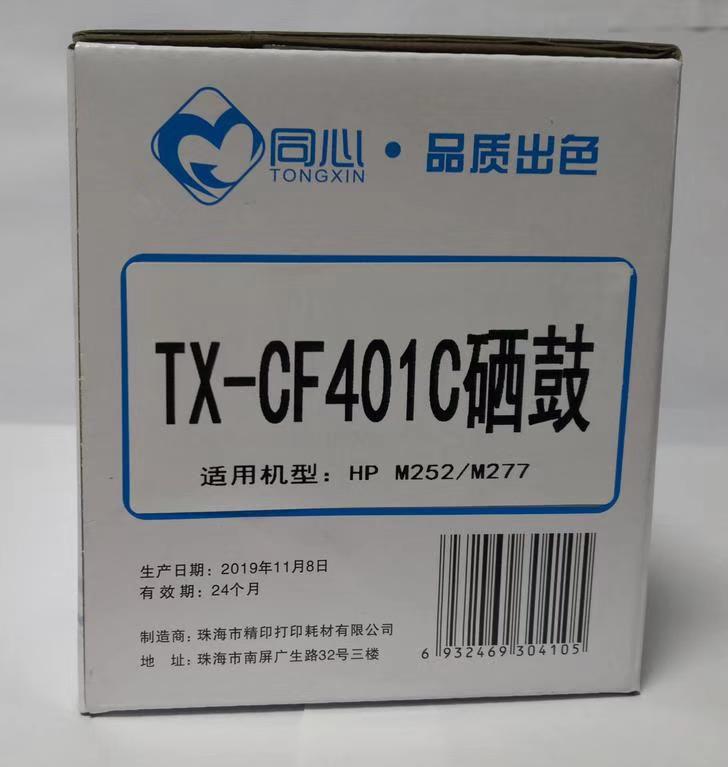 同心·品质出色
TONGXIN
TX-CF401C硒鼓
适用机型：HP M252/M277
生产日期：2019年11月8日
有效期：24个月
制造商：珠海市精印打印耗材有限公司
地 址：珠海市南屏广生路32号三楼
6 932469 304105